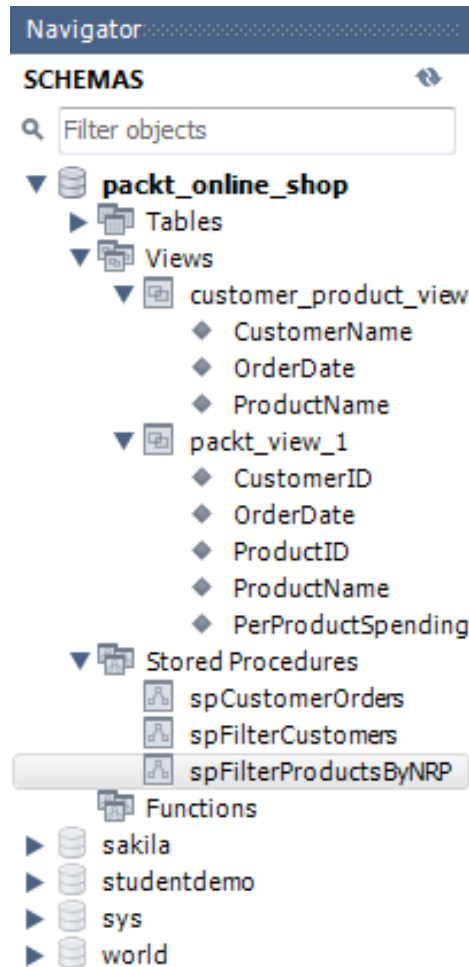 Navigator
SCHEMAS
Filter objects
packt_online_shop
Tables
Views
customer_product_view
CustomerName
OrderDate
ProductName
packt_view_1
CustomerID
OrderDate
ProductID
ProductName
PerProductSpending
Stored Procedures
spCustomerOrders
spFilterCustomers
spFilterProductsByNRP
Functions
sakila
studentdemo
sys
world